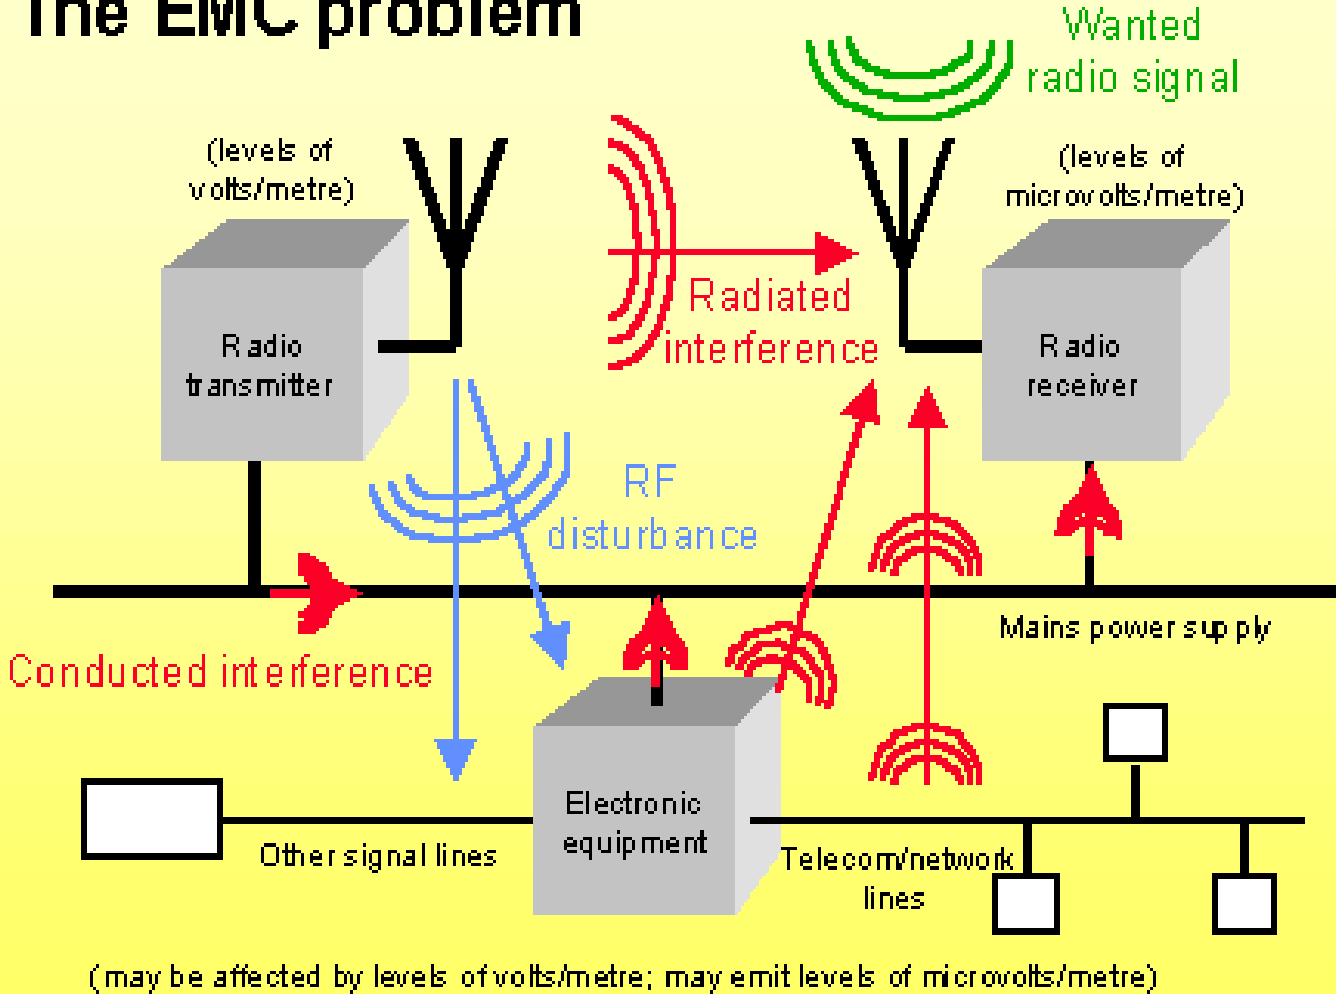 The EMC problem
Wanted
radio signal
(levels of
volts/metre)
(levels of
microvolts/metre)
Radiated
interference
Radio
transmitter
Radio
receiver
RF
disturbance
Mains power supply
Conducted interference
Electronic
equipment
Other signal lines
Telecom/network
lines
(may be affected by levels of volts/metre; may emit levels of microvolts/metre)